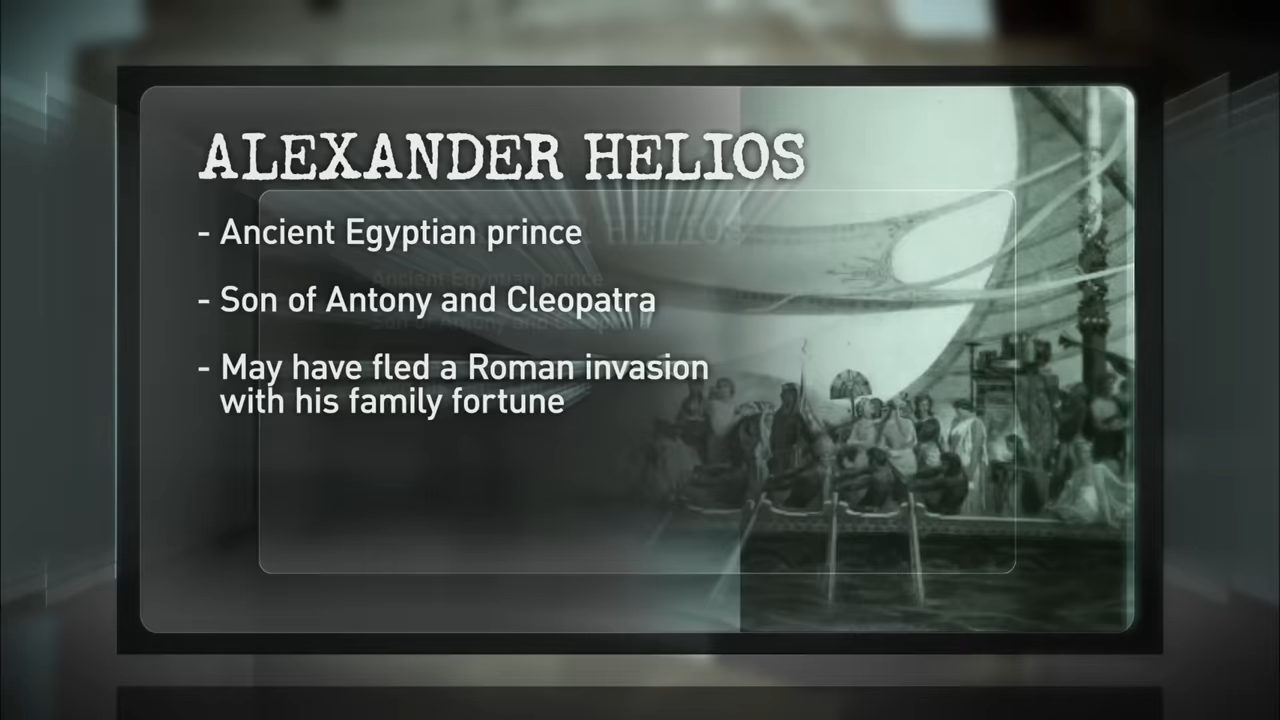 ALEXANDER HELIOS
- Ancient Egyptian prince
- Son of Antony and Cleopatra
- May have fled a Roman invasion
with his family fortune